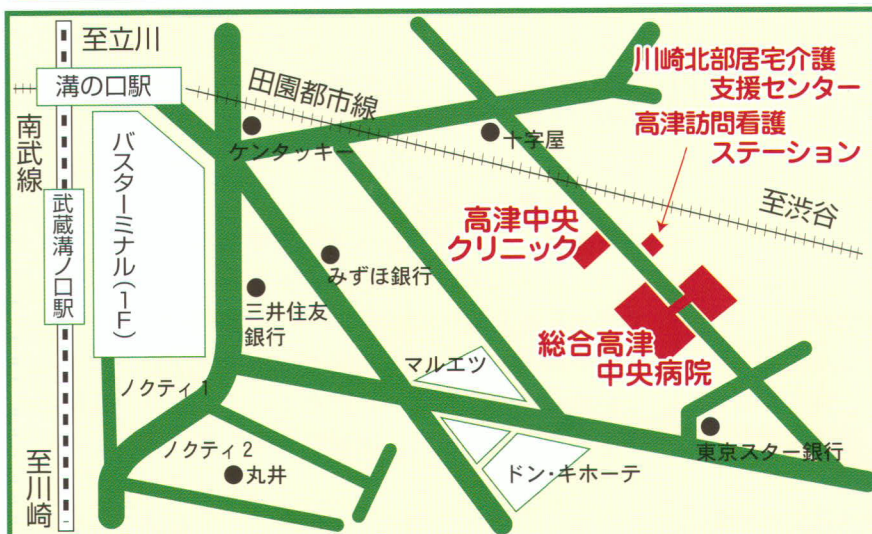 至立川
溝の口駅
田園都市線
川崎北部居宅介護
支援センター
高津訪問看護
ステーション
南武線
バスターミナル(1F)
ケンタッキー
十字屋
至渋谷
武蔵溝ノ口駅
高津中央
クリニック
みずほ銀行
三井住友
銀行
総合高津
中央病院
マルエツ
ノクティ1
ノクティ2
丸井
ドン・キホーテ
東京スター銀行
至川崎